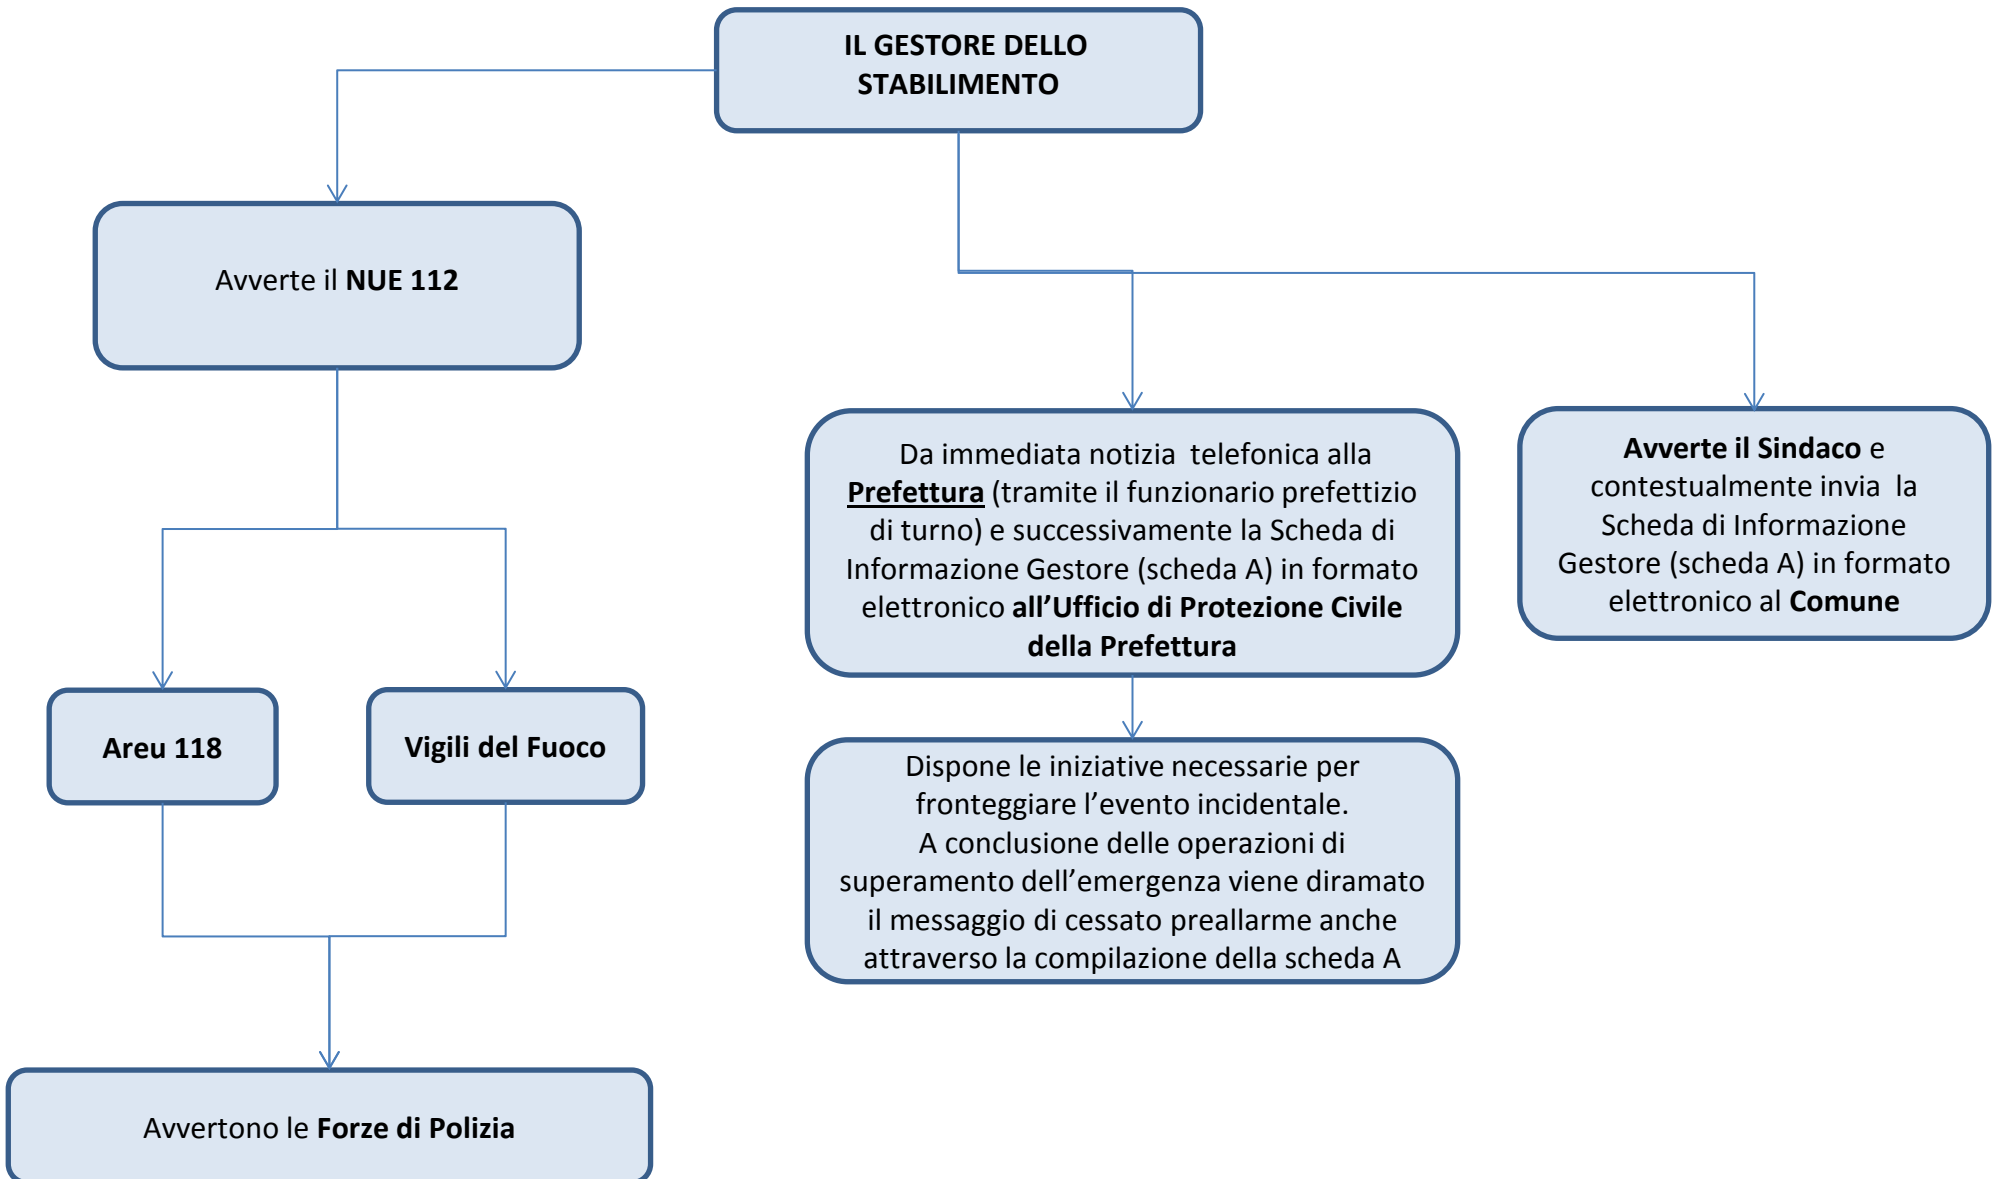 IL GESTORE DELLO
STABILIMENTO
Avverte il NUE 112
Da immediata notizia telefonica alla
Prefettura (tramite il funzionario prefettizio
di turno) e successivamente la Scheda di
Informazione Gestore (scheda A) in formato
elettronico all’Ufficio di Protezione Civile
della Prefettura
Avverte il Sindaco e
contestualmente invia la
Scheda di Informazione
Gestore (scheda A) in formato
elettronico al Comune
Areu 118
Vigili del Fuoco
Dispone le iniziative necessarie per
fronteggiare l’evento incidentale.
A conclusione delle operazioni di
superamento dell’emergenza viene diramato
il messaggio di cessato preallarme anche
attraverso la compilazione della scheda A
Avvertono le Forze di Polizia